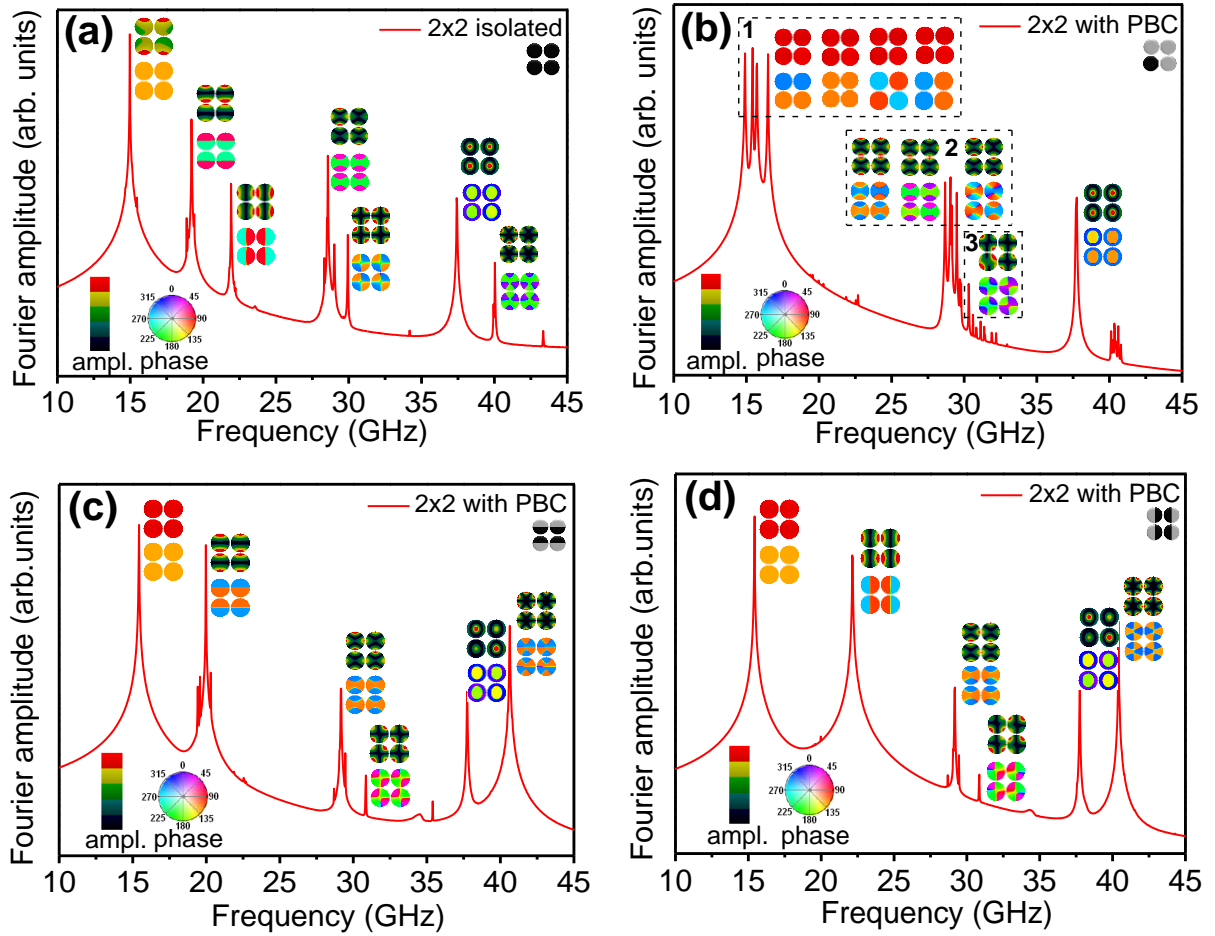 (a)
2x2 isolated
Fourier amplitude (arb. units)
0
45
90
135
180
225
270
315
ampl. phase
10 15 20 25 30 35 40 45
Frequency (GHz)
(b)
1
2x2 with PBC
2
3
Fourier amplitude (arb. units)
0
45
90
135
180
225
270
315
ampl. phase
10 15 20 25 30 35 40 45
Frequency (GHz)
(c)
2x2 with PBC
Fourier amplitude (arb.units)
0
45
90
135
180
225
270
315
ampl. phase
10 15 20 25 30 35 40 45
Frequency (GHz)
(d)
2x2 with PBC
Fourier amplitude (arb.units)
0
45
90
135
180
225
270
315
ampl. phase
10 15 20 25 30 35 40 45
Frequency (GHz)